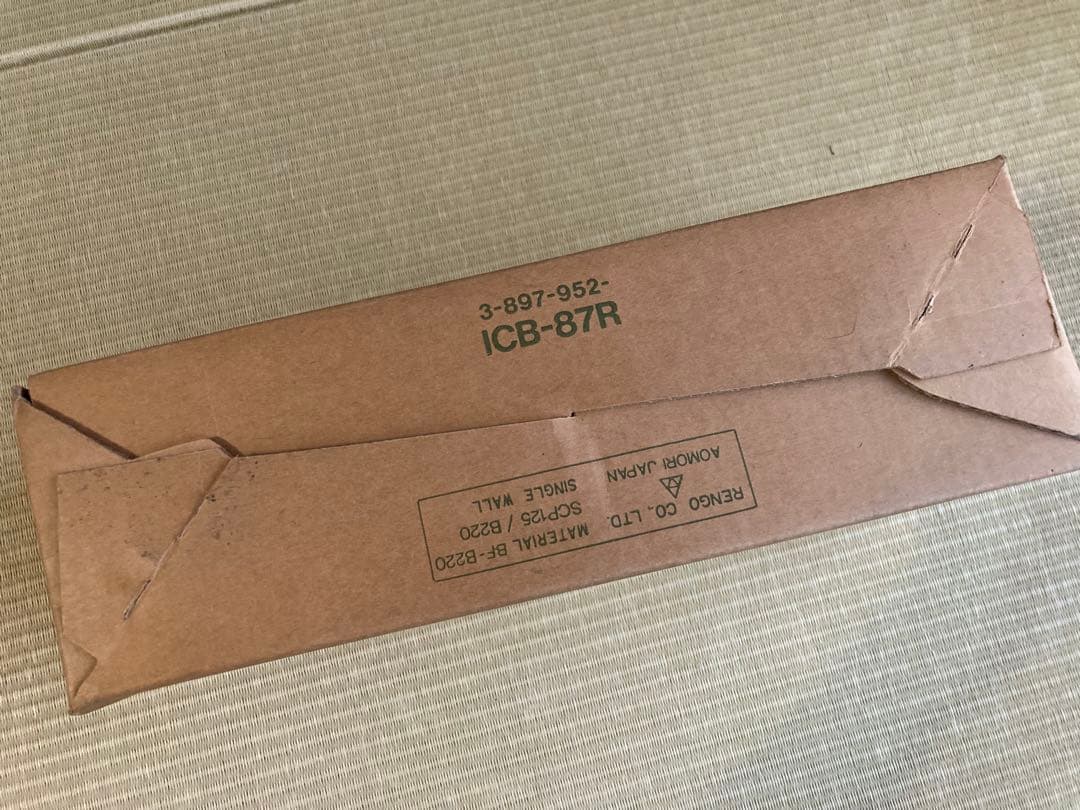 3-897-952-
ICB-87R
RENGO CO. LTD.
AOMORI JAPAN
MATERIAL BF-B220
SCP125 / B220
SINGLE WALL